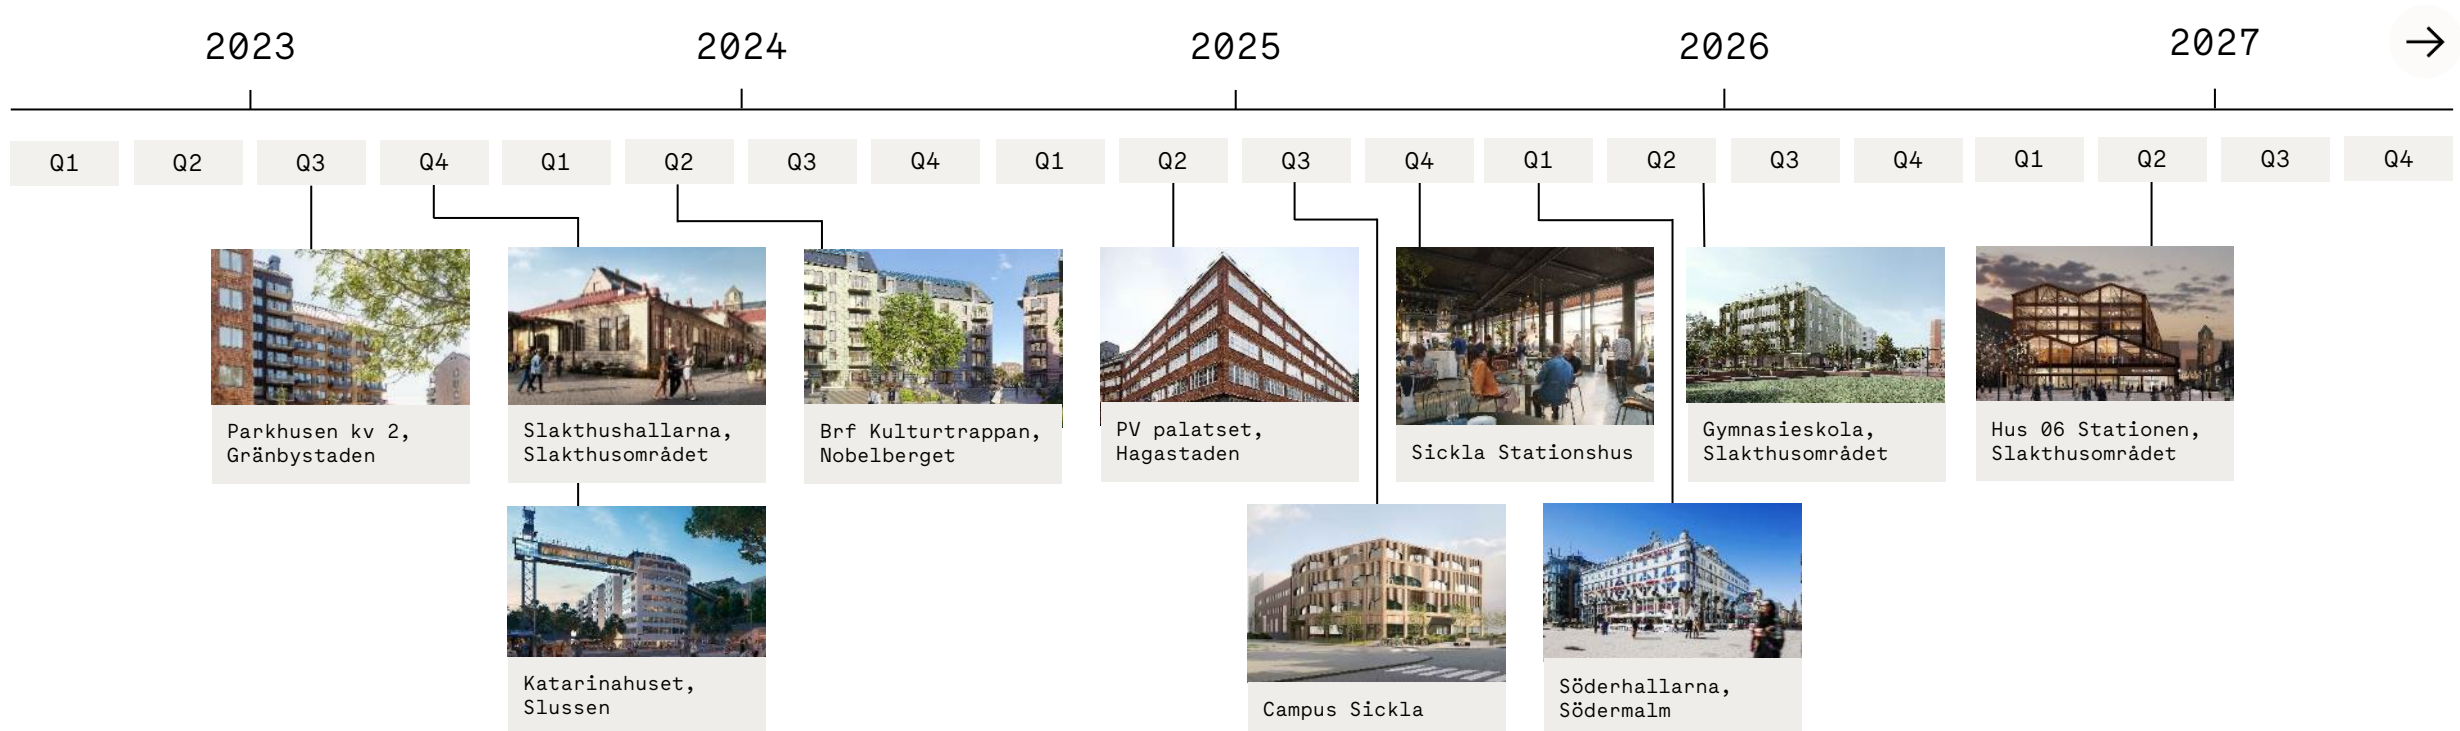 2023 2024 2025 2026 2027
Q1 Q2 Q3 Q4 Q1 Q2 Q3 Q4 Q1 Q2 Q3 Q4 Q1 Q2 Q3 Q4 Q1 Q2 Q3 Q4
Parkhusen kv 2,
Gränbystaden
Slakthushallarna,
Slakthusområdet
Brf Kulturtrappan,
Nobelberget
PV palatset,
Hagastaden
Sickla Stationshus
Gymnasieskola,
Slakthusområdet
Hus 06 Stationen,
Slakthusområdet
Katarinahuset,
Slussen
Campus Sickla
Söderhallarna,
Södermalm